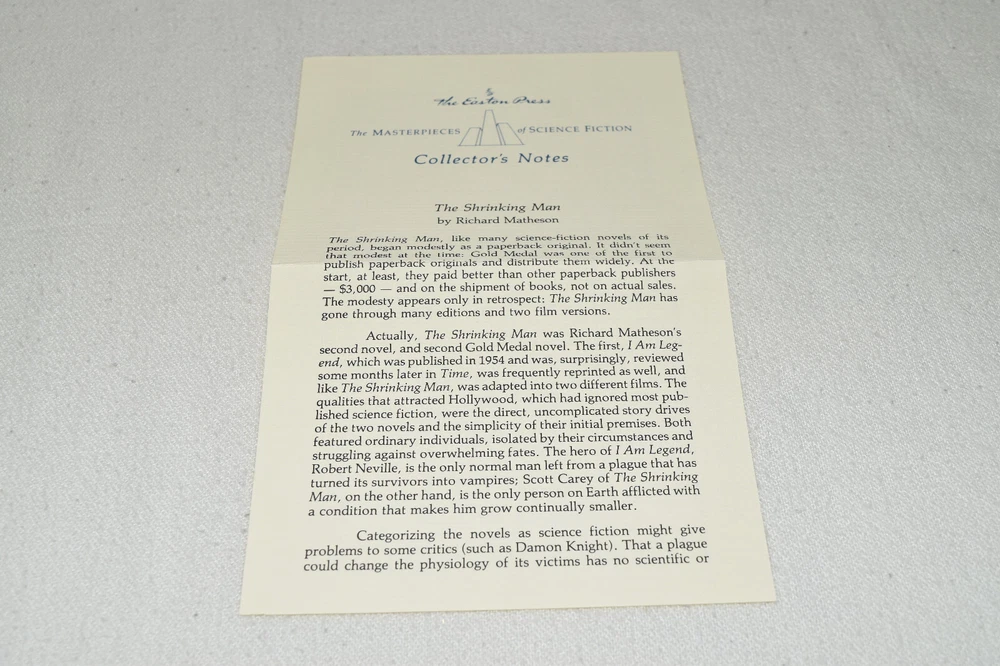 The Easton Press
The MASTERPIECES of SCIENCE FICTION
Collector's Notes
The Shrinking Man
by Richard Matheson
The Shrinking Man, like many science-fiction novels of its
period, began modestly as a paperback original. It didn't seem
that modest at the time: Gold Medal was one of the first to
publish paperback originals and distribute them widely. At the
start, at least, they paid better than other paperback publishers
— $3,000 — and on the shipment of books, not on actual sales.
The modesty appears only in retrospect: The Shrinking Man has
gone through many editions and two film versions.
Actually, The Shrinking Man was Richard Matheson's
second novel, and second Gold Medal novel. The first, I Am Leg-
end, which was published in 1954 and was, surprisingly, reviewed
some months later in Time, was frequently reprinted as well, and
like The Shrinking Man, was adapted into two different films. The
qualities that attracted Hollywood, which had ignored most pub-
lished science fiction, were the direct, uncomplicated story drives
of the two novels and the simplicity of their initial premises. Both
featured ordinary individuals, isolated by their circumstances and
struggling against overwhelming fates. The hero of I Am Legend,
Robert Neville, is the only normal man left from a plague that has
turned its survivors into vampires; Scott Carey of The Shrinking
Man, on the other hand, is the only person on Earth afflicted with
a condition that makes him grow continually smaller.
Categorizing the novels as science fiction might give
problems to some critics (such as Damon Knight). That a plague
could change the physiology of its victims has no scientific or